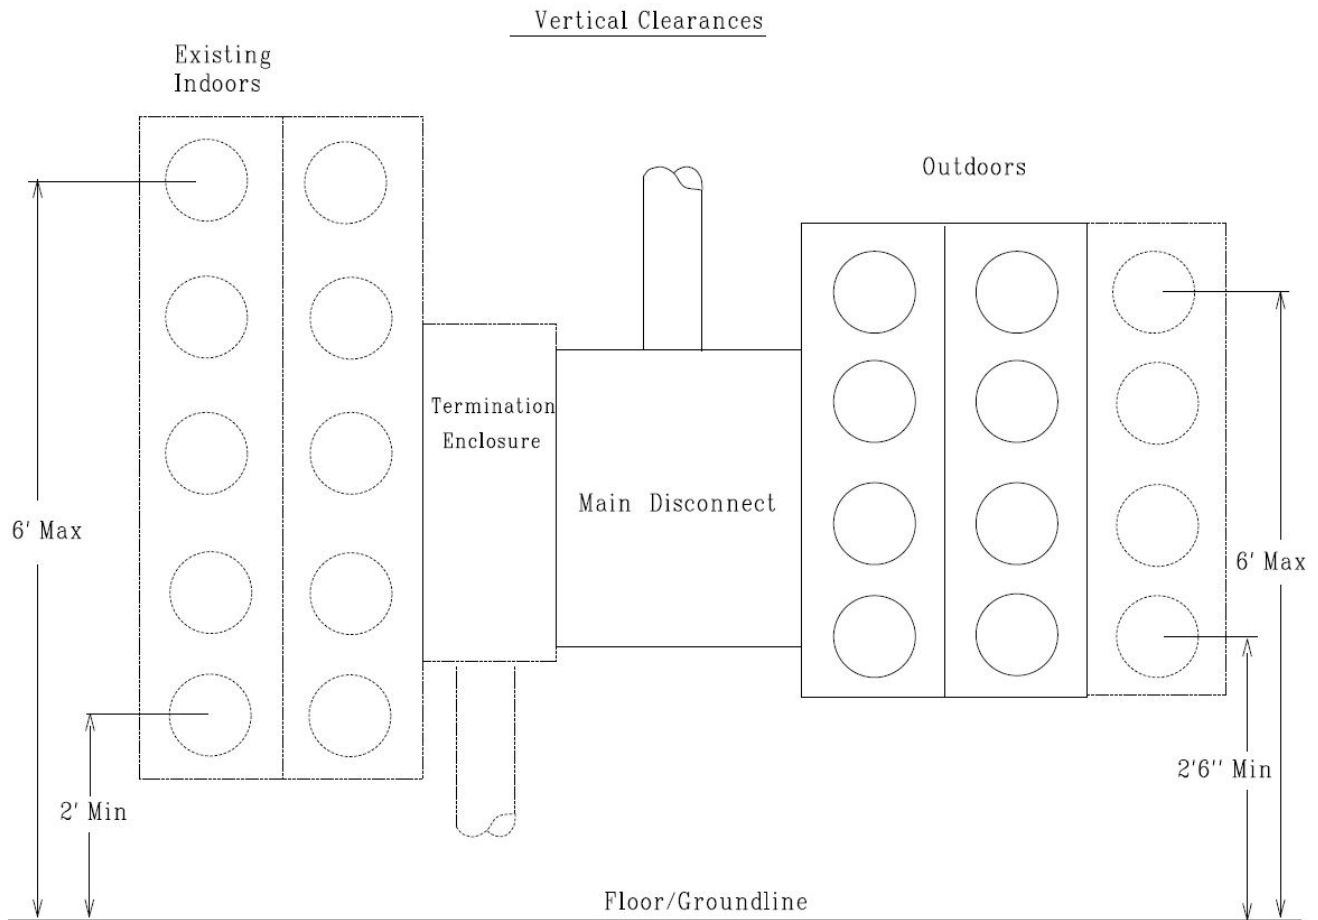 Vertical Clearances
Existing
Indoors
Outdoors
Termination
Enclosure
Main Disconnect
6' Max
6' Max
2'6'' Min
2' Min
Floor/Groundline